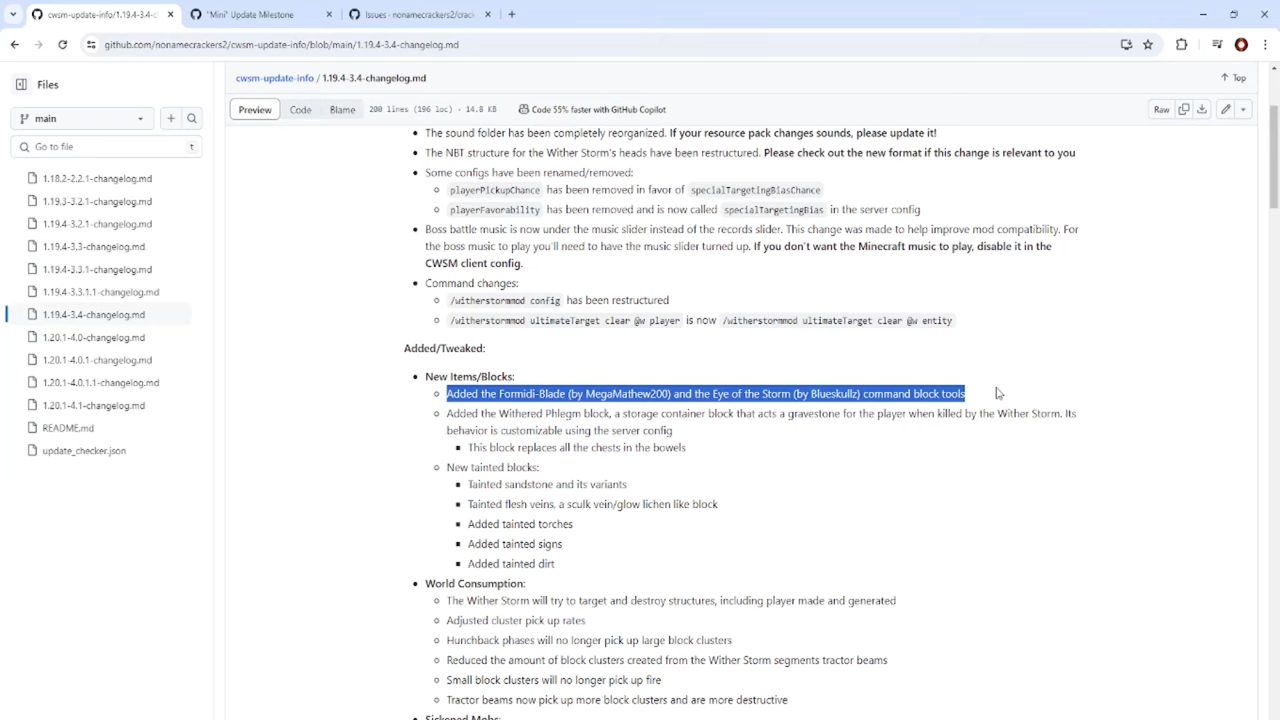 cwsm-update-info/1.19.4-3.4-c
"Mini" Update Milestone
Issues · nonamecrackers2/crac
github.com/nonamecrackers2/cwsm-update-info/blob/main/1.19.4-3.4-changelog.md
Files
cwsm-update-info / 1.19.4-3.4-changelog.md
Top
main
Preview
Code
Blame
200 lines (196 loc) · 14.8 KB
Code 55% faster with GitHub Copilot
Raw
Go to file
t
1.18.2-2.2.1-changelog.md
1.19.3-3.2.1-changelog.md
1.19.4-3.2.1-changelog.md
1.19.4-3.3-changelog.md
1.19.4-3.3.1-changelog.md
1.19.4-3.3.1.1-changelog.md
1.19.4-3.4-changelog.md
1.20.1-4.0-changelog.md
1.20.1-4.0.1-changelog.md
1.20.1-4.0.1.1-changelog.md
1.20.1-4.1-changelog.md
README.md
update_checker.json
The sound folder has been completely reorganized. If your resource pack changes sounds, please update it!
The NBT structure for the Wither Storm's heads have been restructured. Please check out the new format if this change is relevant to you
Some configs have been renamed/removed:
playerPickupChance has been removed in favor of specialTargetingBiasChance
playerFavorability has been removed and is now called specialTargetingBias in the server config
Boss battle music is now under the music slider instead of the records slider. This change was made to help improve mod compatibility. For
the boss music to play you'll need to have the music slider turned up. If you don't want the Minecraft music to play, disable it in the
CWSM client config.
Command changes:
/witherstormmod config has been restructured
/witherstormmod ultimateTarget clear @w player is now /witherstormmod ultimateTarget clear @w entity
Added/Tweaked:
New Items/Blocks:
Added the Formidi-Blade (by MegaMathew200) and the Eye of the Storm (by Blueskullz) command block tools
Added the Withered Phlegm block, a storage container block that acts a gravestone for the player when killed by the Wither Storm. Its
behavior is customizable using the server config
This block replaces all the chests in the bowels
New tainted blocks:
Tainted sandstone and its variants
Tainted flesh veins, a sculk vein/glow lichen like block
Added tainted torches
Added tainted signs
Added tainted dirt
World Consumption:
The Wither Storm will try to target and destroy structures, including player made and generated
Adjusted cluster pick up rates
Hunchback phases will no longer pick up large block clusters
Reduced the amount of block clusters created from the Wither Storm segments tractor beams
Small block clusters will no longer pick up fire
Tractor beams now pick up more block clusters and are more destructive
Sickened Mobs: